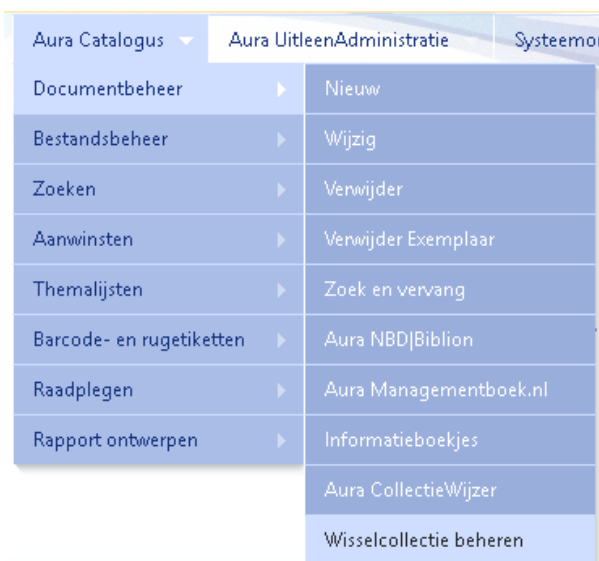 Aura Catalogus
Aura UitleenAdministratie
Documentbeheer
Bestandsbeheer
Zoeken
Aanwinsten
Themalijsten
Barcode- en rugetiketten
Raadplegen
Rapport ontwerpen
Nieuw
Wijzig
Verwijder
Verwijder Exemplaar
Zoek en vervang
Aura NBD|Biblion
Aura Managementboek.nl
Informatieboekjes
Aura CollectieWijzer
Wisselcollectie beheren